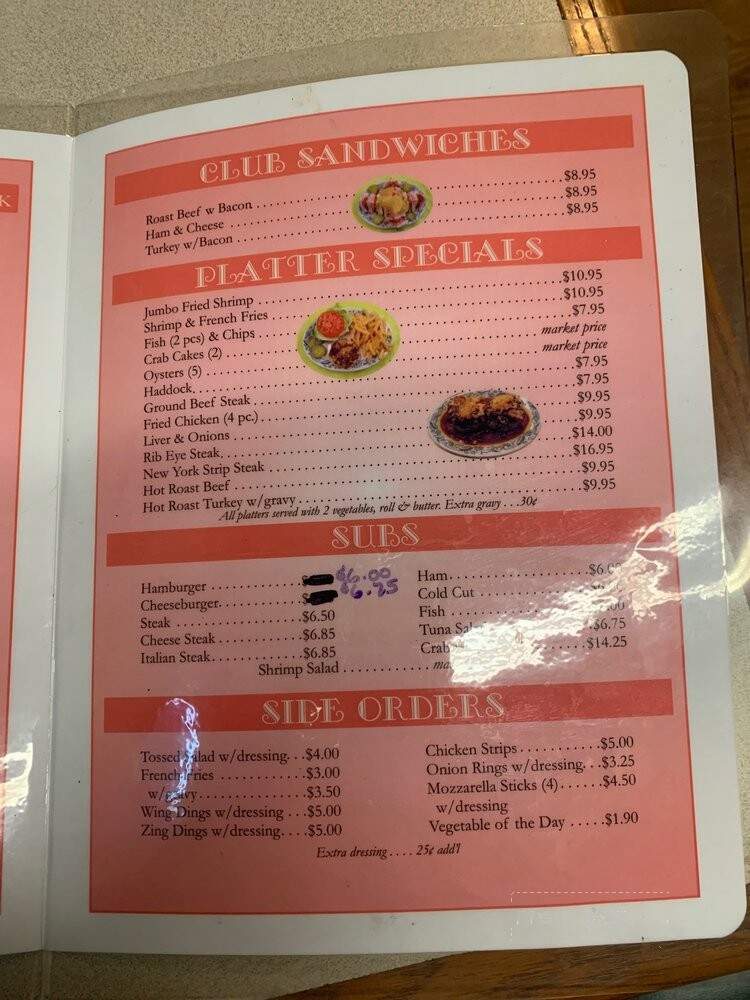 K
CLUB SANDWICHES
Roast Beef w Bacon . . . . $8.95
Ham & Cheese . . . . $8.95
Turkey w/Bacon . . . . $8.95
PLATTER SPECIALS
Jumbo Fried Shrimp . . . . $10.95
Shrimp & French Fries . . . . $10.95
Fish (2 pcs) & Chips . . . . $7.95
Crab Cakes (2) . . . . market price
Oysters (5) . . . . market price
Haddock. . . . $7.95
Ground Beef Steak . . . . $7.95
Fried Chicken (4 pc.) . . . . $9.95
Liver & Onions . . . . $9.95
Rib Eye Steak. . . . $14.00
New York Strip Steak . . . . $16.95
Hot Roast Beef . . . . $9.95
Hot Roast Turkey w/gravy . . . . $9.95
All platters served with 2 vegetables, roll & butter. Extra gravy . . . 30¢
SUBS
Hamburger . . . . $6.00
Cheeseburger. . . . $6.95
Steak . . . . $6.50
Cheese Steak . . . . $6.85
Italian Steak. . . . $6.85
Ham. . . .
Cold Cut . . . .
Fish . . . .
Tuna . . . . $6.75
Crab . . . . $14.25
Shrimp Salad . . . .
SIDE ORDERS
Tossed Salad w/dressing. . . $4.00
French Fries . . . . $3.00
w/gravy. . . . $3.50
Wing Dings w/dressing . . . $5.00
Zing Dings w/dressing. . . . $5.00
Chicken Strips . . . . $5.00
Onion Rings w/dressing. . . $3.25
Mozzarella Sticks (4). . . . $4.50
w/dressing
Vegetable of the Day . . . . $1.90
Extra dressing . . . . 25¢ add'l